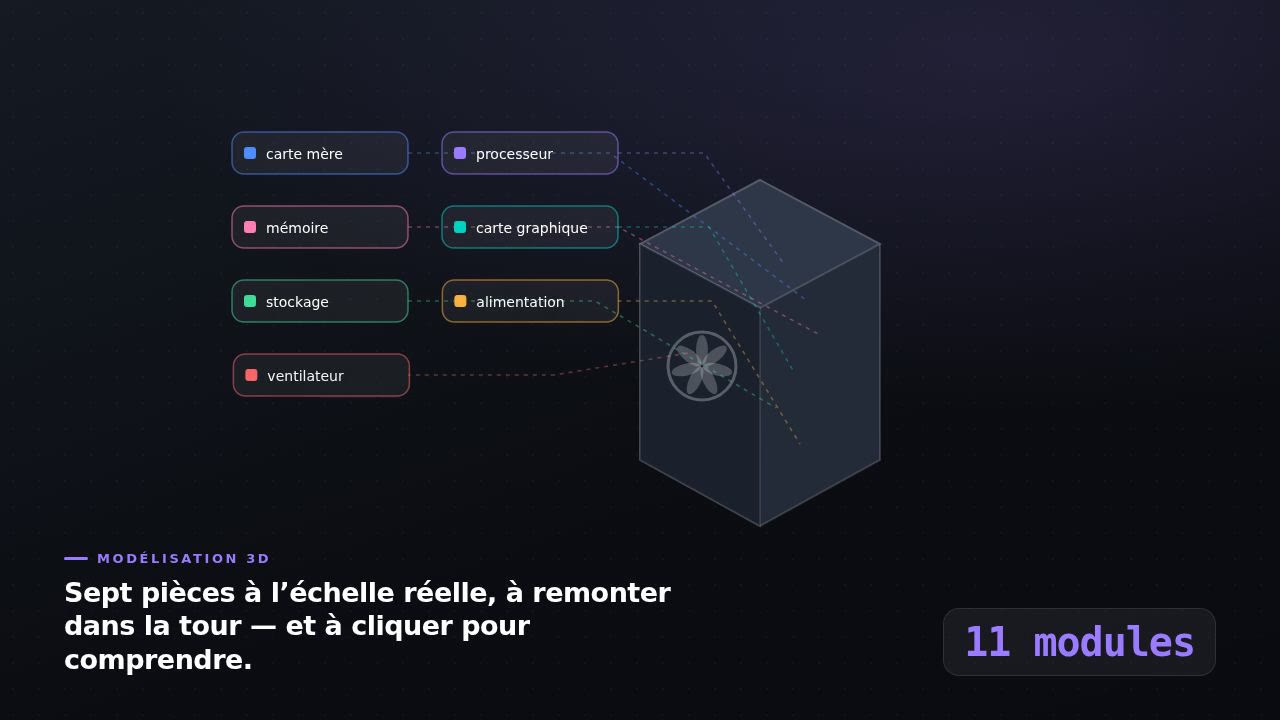 carte mère
processeur
mémoire
carte graphique
stockage
alimentation
ventilateur
MODÉLISATION 3D
Sept pièces à l’échelle réelle, à remonter
dans la tour — et à cliquer pour
comprendre.
11 modules